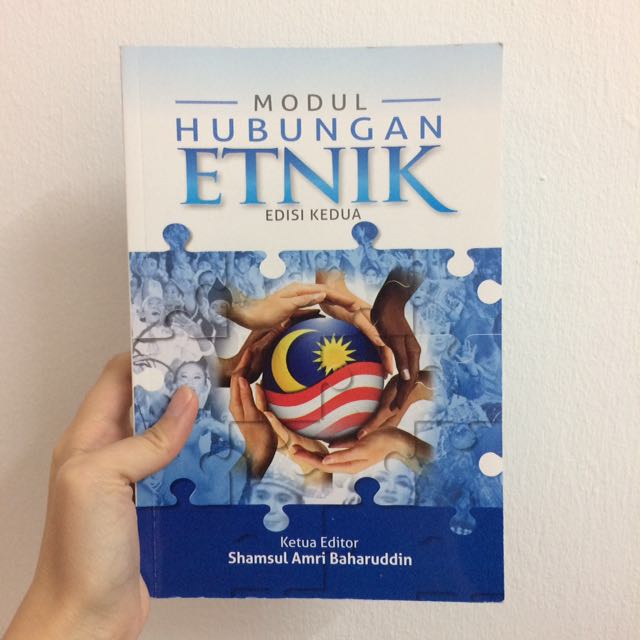 MODUL
HUBUNGAN
ETNIK
EDISI KEDUA
Ketua Editor
Shamsul Amri Baharuddin